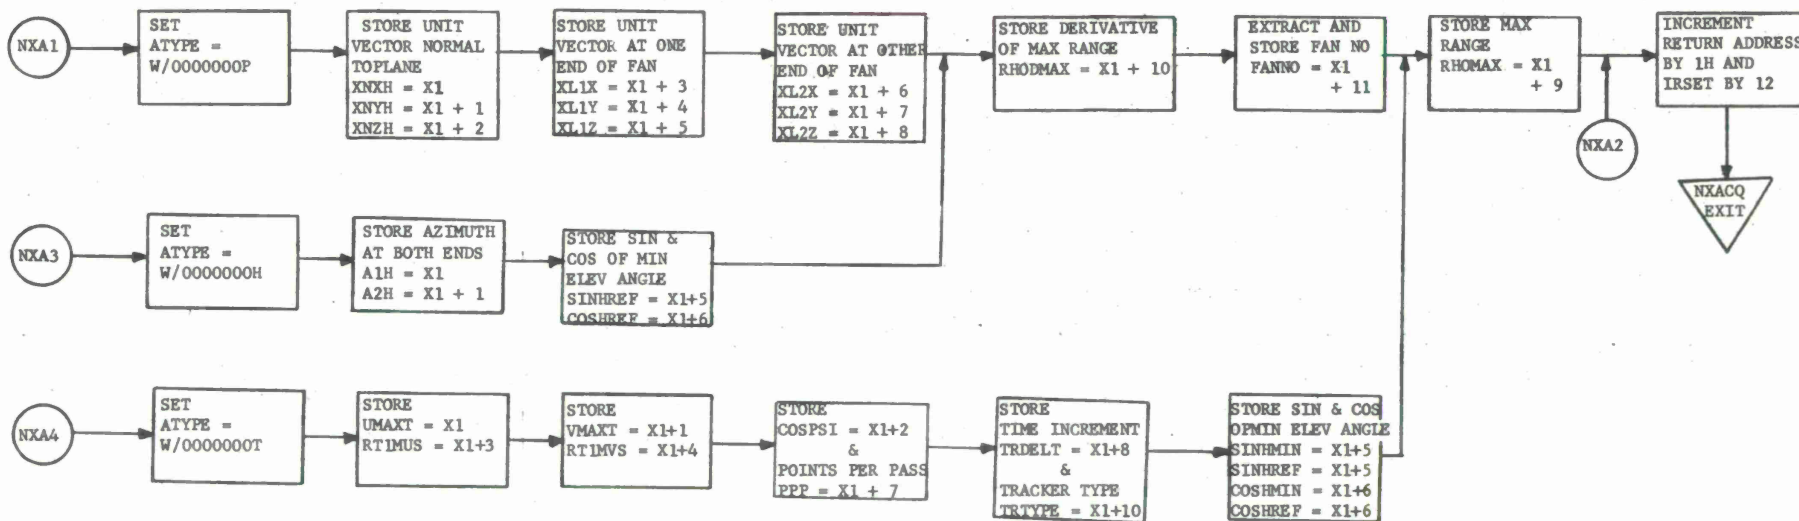 NXA1
SET
ATYPE =
W/0000000P
STORE UNIT
VECTOR NORMAL
TOPLANE
XNXH = X1
XNYH = X1 + 1
XNZH = X1 + 2
STORE UNIT
VECTOR AT ONE
END OF FAN
XL1X = X1 + 3
XL1Y = X1 + 4
XL1Z = X1 + 5
STORE UNIT
VECTOR AT OTHER
END OF FAN
XL2X = X1 + 6
XL2Y = X1 + 7
XL2Z = X1 + 8
STORE DERIVATIVE
OF MAX RANGE
RHODMAX = X1 + 10
EXTRACT AND
STORE FAN NO
FANNO = X1
+ 11
STORE MAX
RANGE
RHOMAX = X1
+ 9
INCREMENT
RETURN ADDRESS
BY 1H AND
IRSET BY 12
NXA2
NXACQ
EXIT
NXA3
SET
ATYPE =
W/0000000H
STORE AZIMUTH
AT BOTH ENDS
A1H = X1
A2H = X1 + 1
STORE SIN &
COS OF MIN
ELEV ANGLE
SINHREF = X1+5
COSHREF = X1+6
NXA4
SET
ATYPE =
W/0000000T
STORE
UMAXT = X1
RT1MUS = X1+3
STORE
VMAXT = X1+1
RT1MVS = X1+4
STORE
COSPSI = X1+2
&
POINTS PER PASS
PPP = X1 + 7
STORE
TIME INCREMENT
TRDELT = X1+8
&
TRACKER TYPE
TRTYPE = X1+10
STORE SIN & COS
OPMIN ELEV ANGLE
SINHMIN = X1+5
SINHREF = X1+5
COSHMIN = X1+6
COSHREF = X1+6